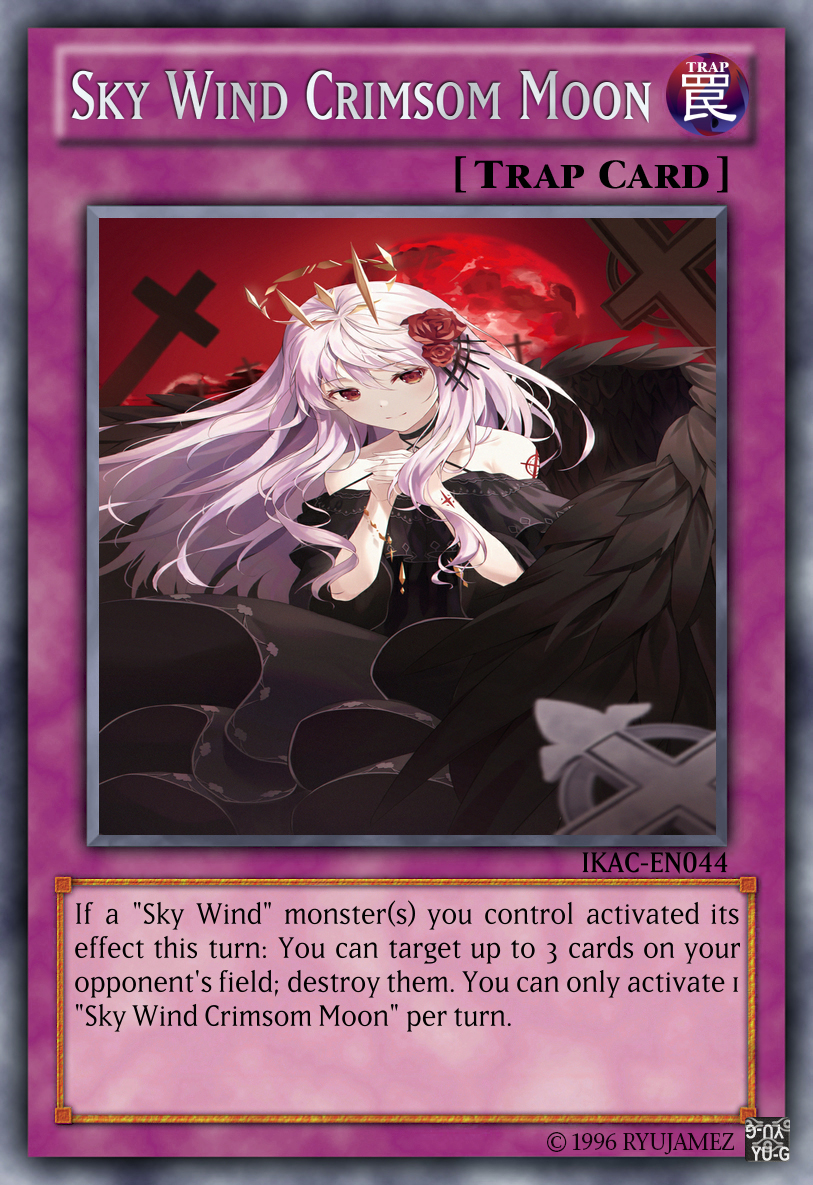 Sky Wind Crimsom Moon
TRAP
罠
[Trap Card]
IKAC-EN044
If a "Sky Wind" monster(s) you control activated its
effect this turn: You can target up to 3 cards on your
opponent's field; destroy them. You can only activate 1
"Sky Wind Crimsom Moon" per turn.
© 1996 RYUJAMEZ
YU-G
YU-G